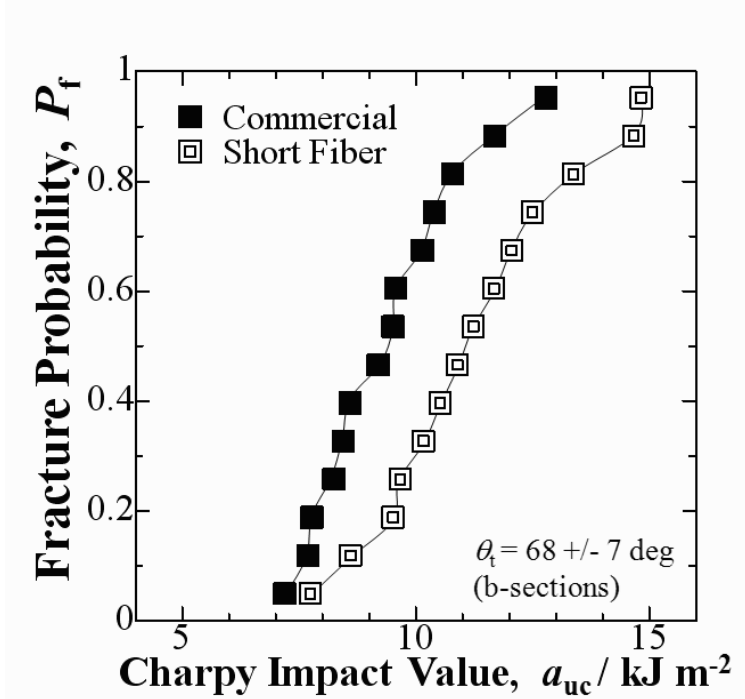 1
Commercial
Short Fiber
0.8
0.6
0.4
0.2
0
Fracture Probability, Pf
θt = 68 +/- 7 deg
(b-sections)
5 10 15
Charpy Impact Value, auc / kJ m-2